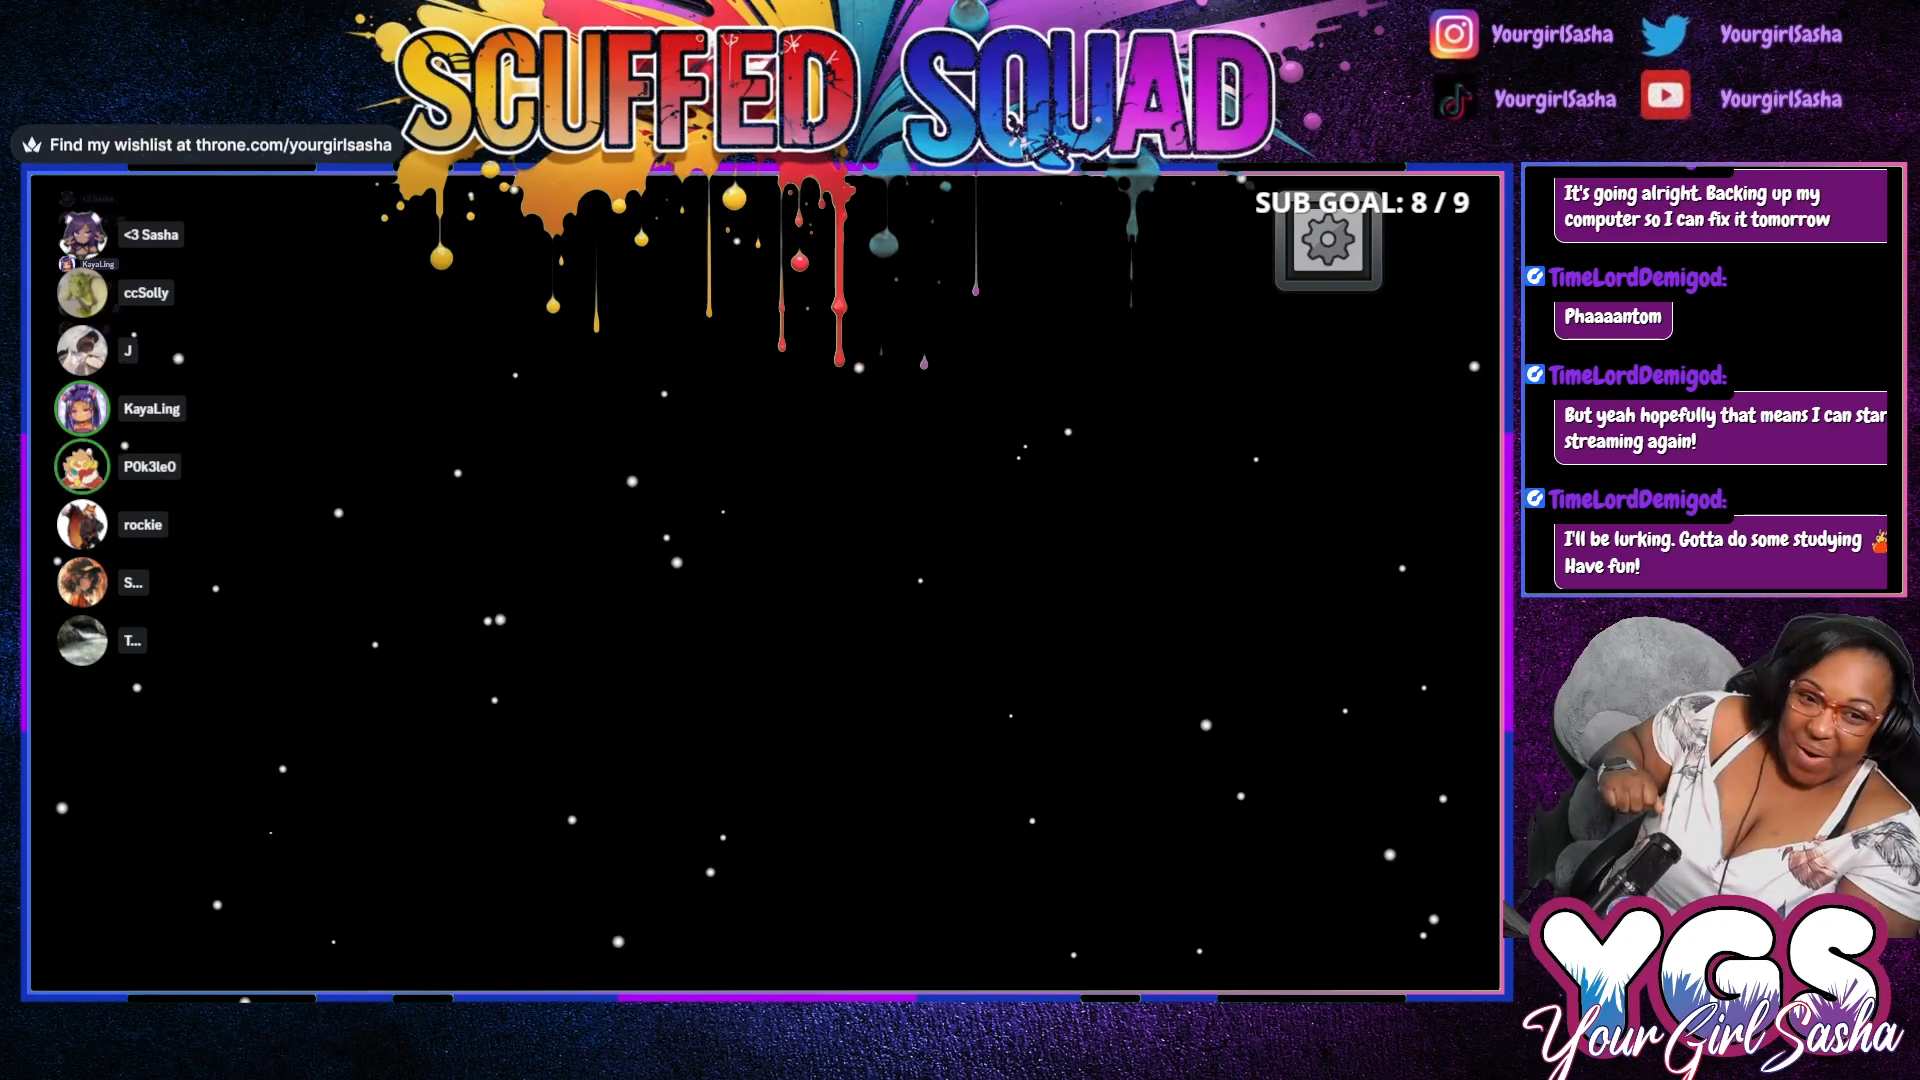 SCUFFED SQUAD
YourgirlSasha
YourgirlSasha
YourgirlSasha
YourgirlSasha
Find my wishlist at throne.com/yourgirlsasha
SUB GOAL: 8 / 9
<3 Sasha
KayaLing
ccSolly
J
KayaLing
P0k3le0
rockie
S...
T...
It's going alright. Backing up my
computer so I can fix it tomorrow
TimeLordDemigod:
Phaaaantom
TimeLordDemigod:
But yeah hopefully that means I can star
streaming again!
TimeLordDemigod:
I'll be lurking. Gotta do some studying
Have fun!
YGS
YourGirlSasha